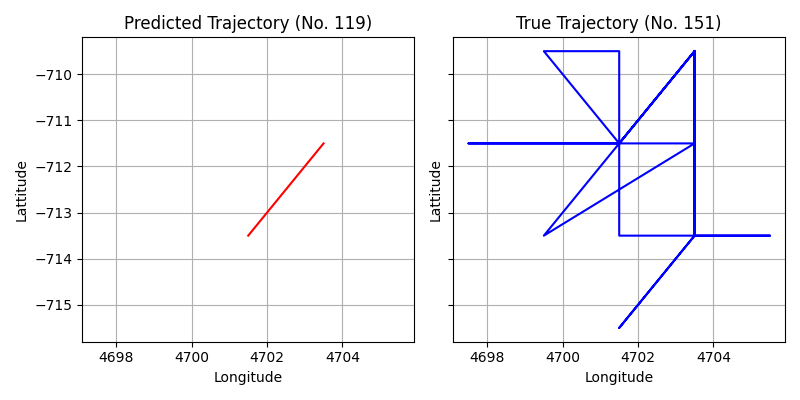 Predicted Trajectory (No. 119)
True Trajectory (No. 151)
−710
−711
−712
−713
−714
−715
4698 4700 4702 4704
4698 4700 4702 4704
Longitude
Longitude
Lattitude
Lattitude